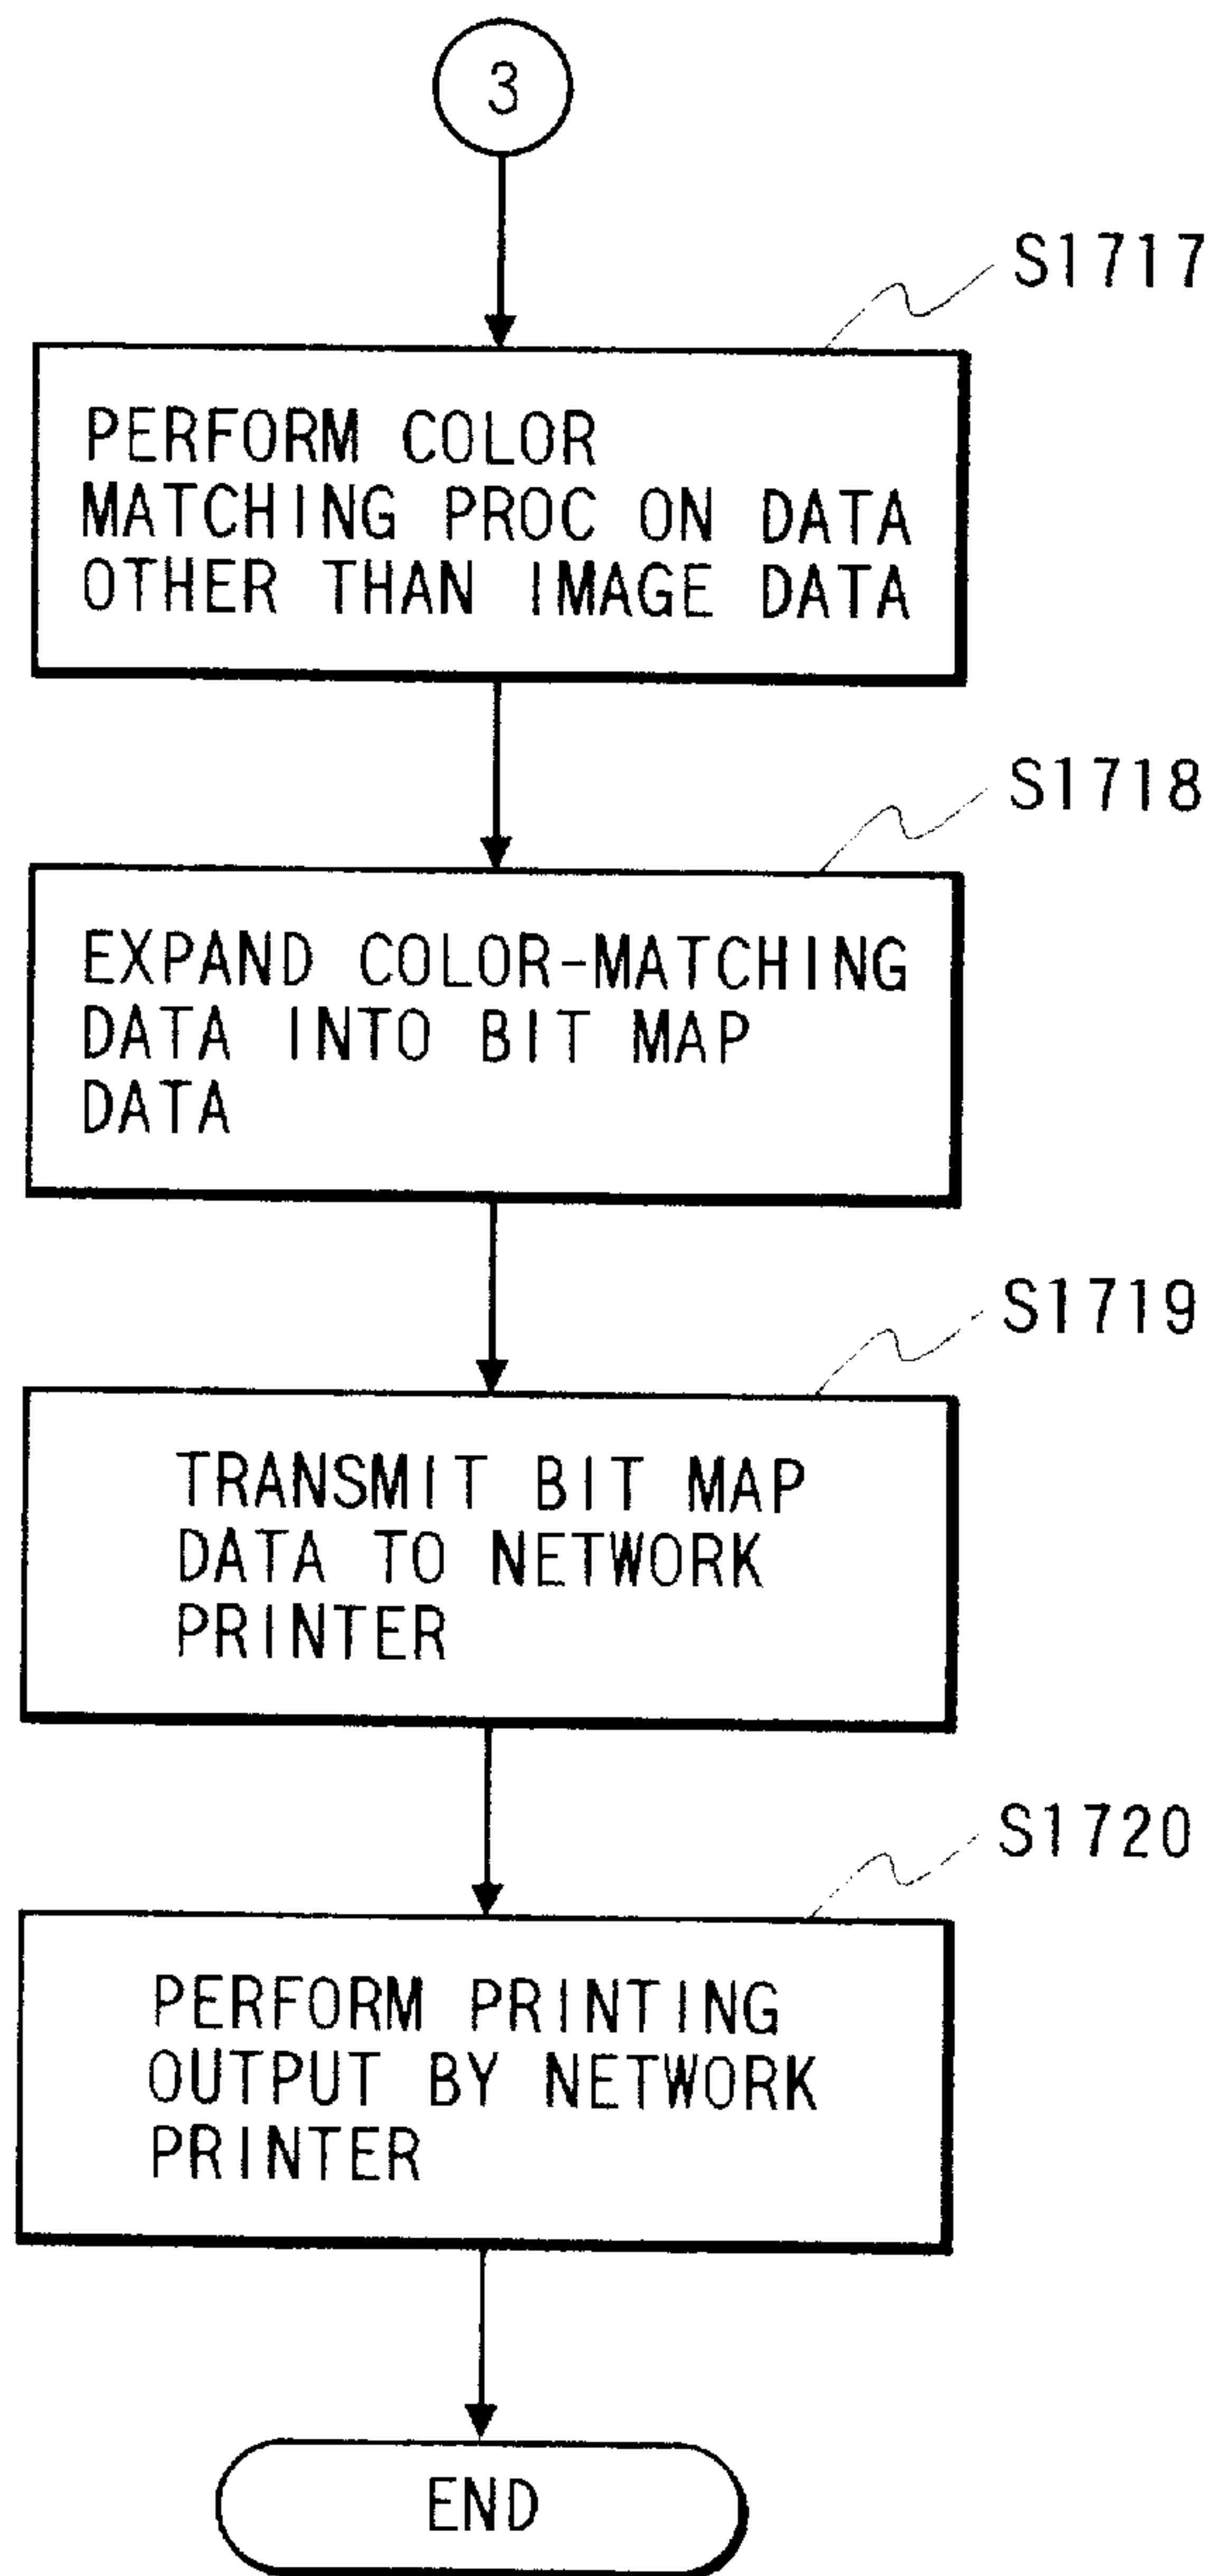 3
S1717
PERFORM COLOR
MATCHING PROC ON DATA
OTHER THAN IMAGE DATA
S1718
EXPAND COLOR-MATCHING
DATA INTO BIT MAP
DATA
S1719
TRANSMIT BIT MAP
DATA TO NETWORK
PRINTER
S1720
PERFORM PRINTING
OUTPUT BY NETWORK
PRINTER
END